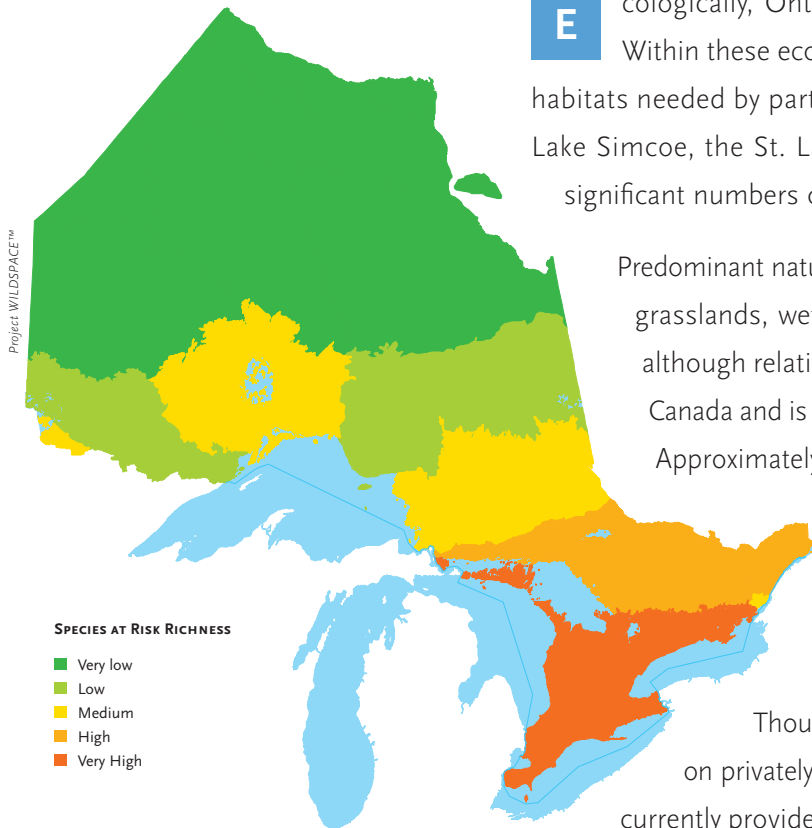 E
cologically, Ont
Within these eco
habitats needed by part
Lake Simcoe, the St. L
significant numbers o
Predominant natu
grasslands, we
although relati
Canada and is
Approximately
Project WILDSPACE™
SPECIES AT RISK RICHNESS
Very low
Low
Medium
High
Very High
Thou
on privately
currently provide